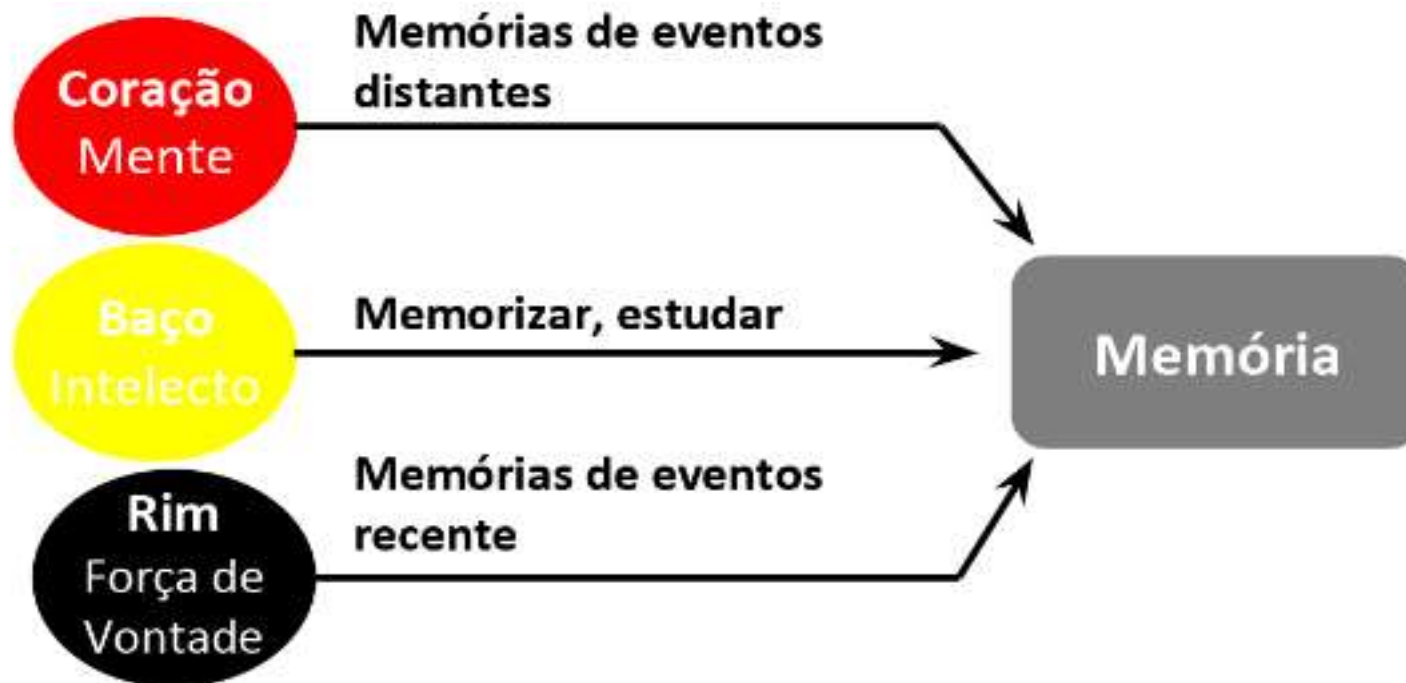 Coração
Mente
Memórias de eventos
distantes
Baço
Intelecto
Memorizar, estudar
Memória
Rim
Força de
Vontade
Memórias de eventos
recente